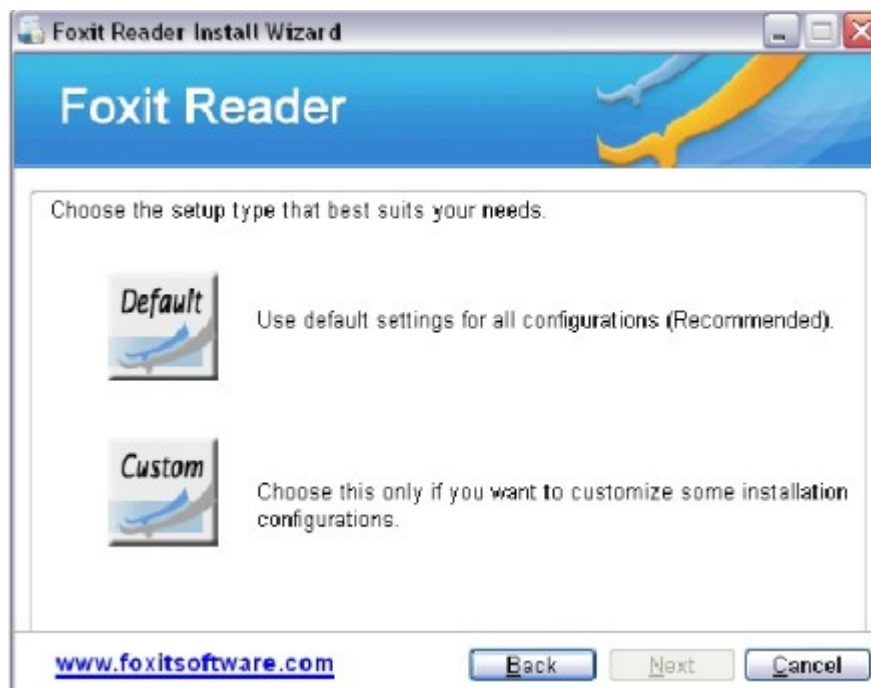 Foxit Reader Install Wizard
Foxit Reader
Choose the setup type that best suits your needs.
Default
Use default settings for all configurations (Recommended).
Custom
Choose this only if you want to customize some installation
configurations.
www.foxitsoftware.com
Back
Next
Cancel